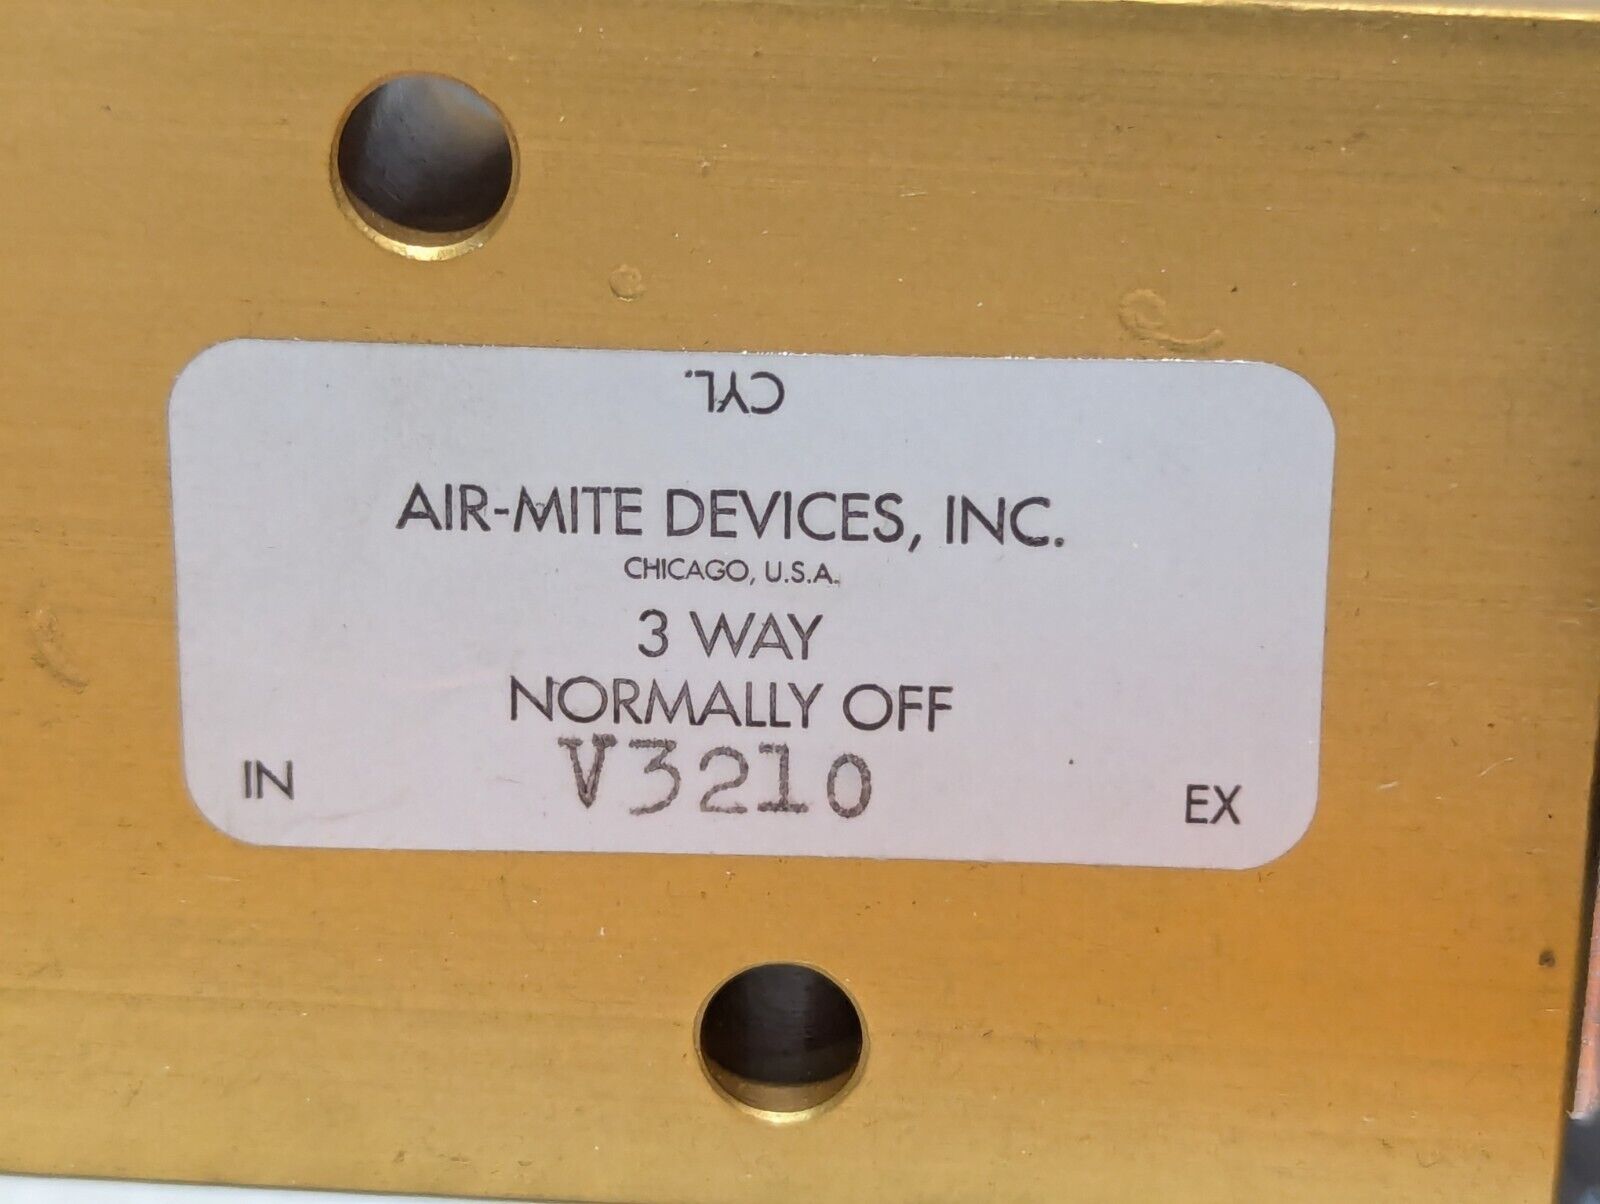 CYL.
AIR-MITE DEVICES, INC.
CHICAGO, U.S.A.
3 WAY
NORMALLY OFF
V3210
IN
EX